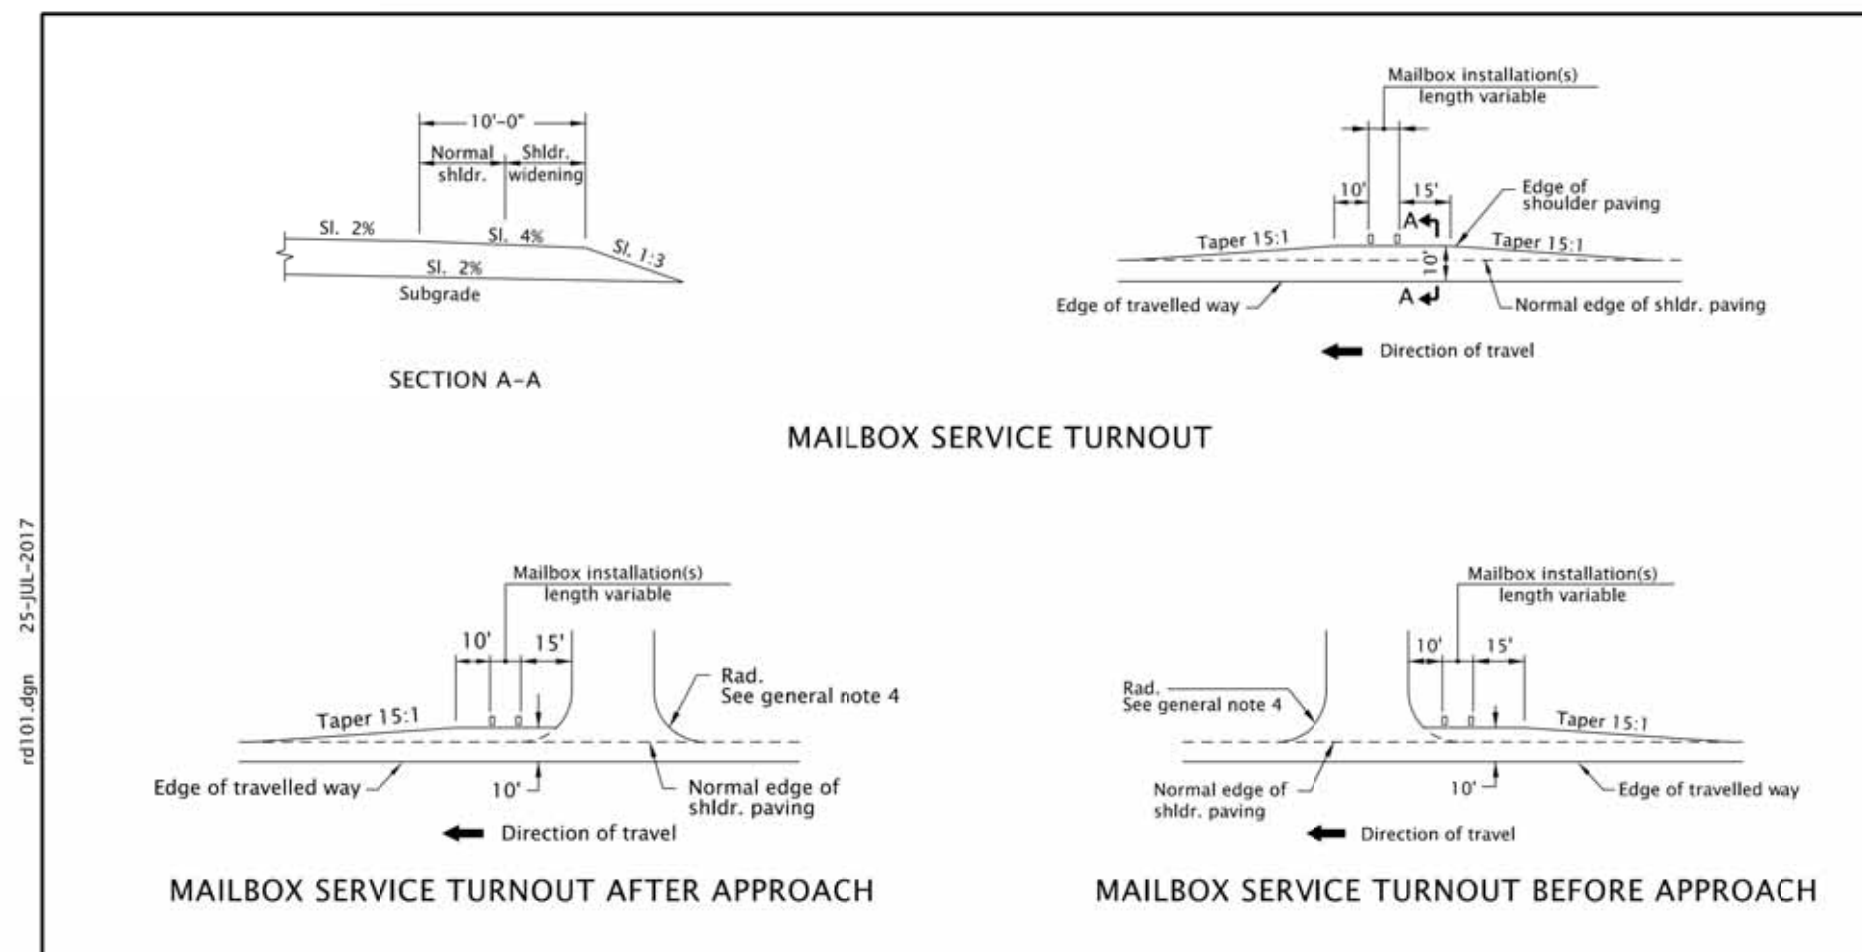 10'-0"
Normal
shldr.
Shldr.
widening
Sl. 2%
Sl. 4%
Sl. 1:3
Sl. 2%
Subgrade
SECTION A-A
Mailbox installation(s)
length variable
10'
15'
Edge of
shoulder paving
A
Taper 15:1
Taper 15:1
10'
Edge of travelled way
A
Normal edge of shldr. paving
Direction of travel
MAILBOX SERVICE TURNOUT
rd101.dgn 25-JUL-2017
Mailbox installation(s)
length variable
10'
15'
Rad.
See general note 4
Taper 15:1
Edge of travelled way
10'
Normal edge of
shldr. paving
Direction of travel
MAILBOX SERVICE TURNOUT AFTER APPROACH
Mailbox installation(s)
length variable
10'
15'
Rad.
See general note 4
Taper 15:1
Normal edge of
shldr. paving
10'
Edge of travelled way
Direction of travel
MAILBOX SERVICE TURNOUT BEFORE APPROACH